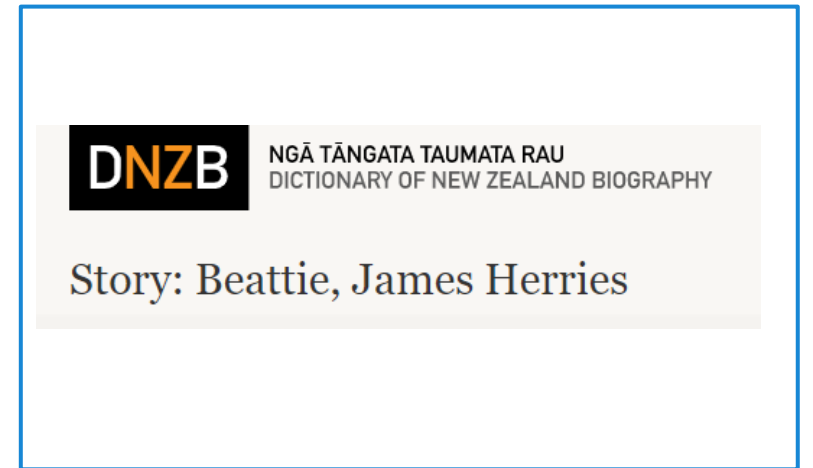 DNZB
NGĀ TĀNGATA TAUMATA RAU
DICTIONARY OF NEW ZEALAND BIOGRAPHY
Story: Beattie, James Herries